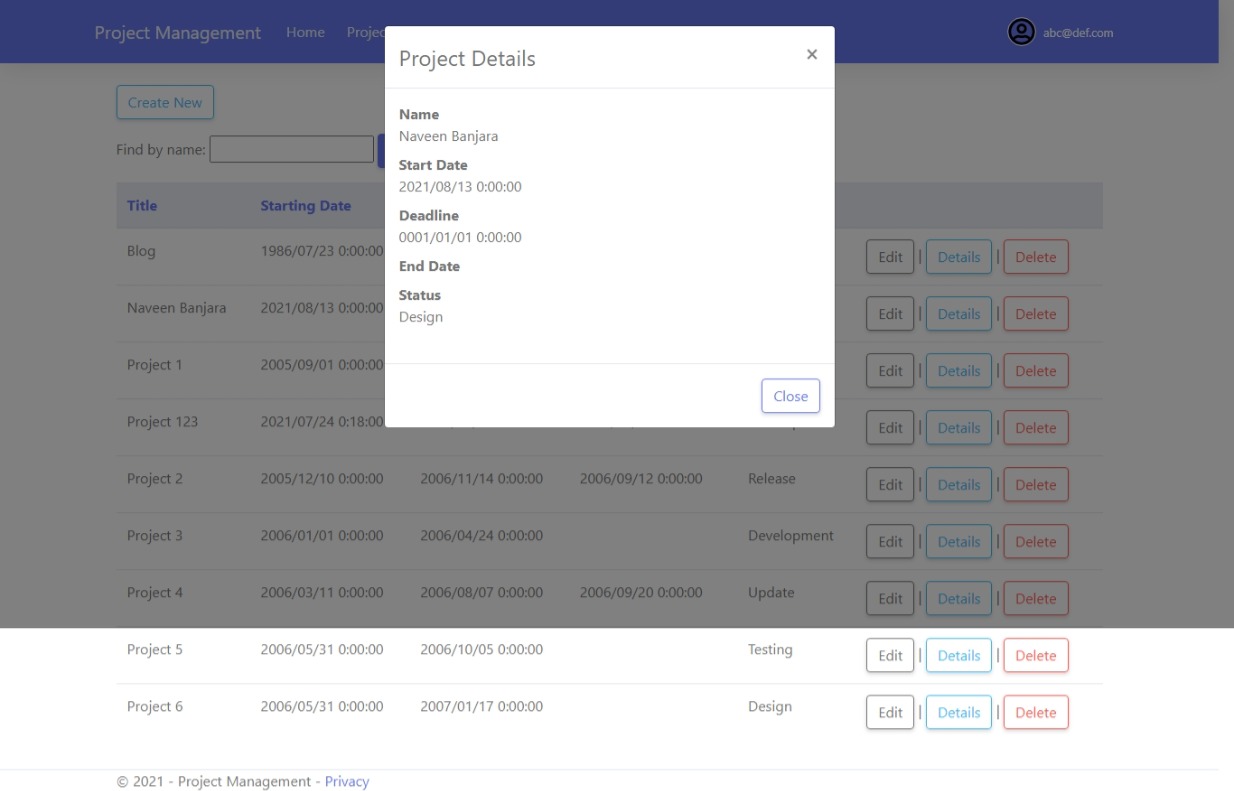 Project Management Home Projec abc@def.com
Project Details ×
Name
Naveen Banjara
Start Date
2021/08/13 0:00:00
Deadline
0001/01/01 0:00:00
End Date
Status
Design
Close
Create New
Find by name:
Title Starting Date
Blog 1986/07/23 0:00:00 Edit | Details | Delete
Naveen Banjara 2021/08/13 0:00:00 Edit | Details | Delete
Project 1 2005/09/01 0:00:00 Edit | Details | Delete
Project 123 2021/07/24 0:18:00 Edit | Details | Delete
Project 2 2005/12/10 0:00:00 2006/11/14 0:00:00 2006/09/12 0:00:00 Release Edit | Details | Delete
Project 3 2006/01/01 0:00:00 2006/04/24 0:00:00 Development Edit | Details | Delete
Project 4 2006/03/11 0:00:00 2006/08/07 0:00:00 2006/09/20 0:00:00 Update Edit | Details | Delete
Project 5 2006/05/31 0:00:00 2006/10/05 0:00:00 Testing Edit | Details | Delete
Project 6 2006/05/31 0:00:00 2007/01/17 0:00:00 Design Edit | Details | Delete
© 2021 - Project Management - Privacy